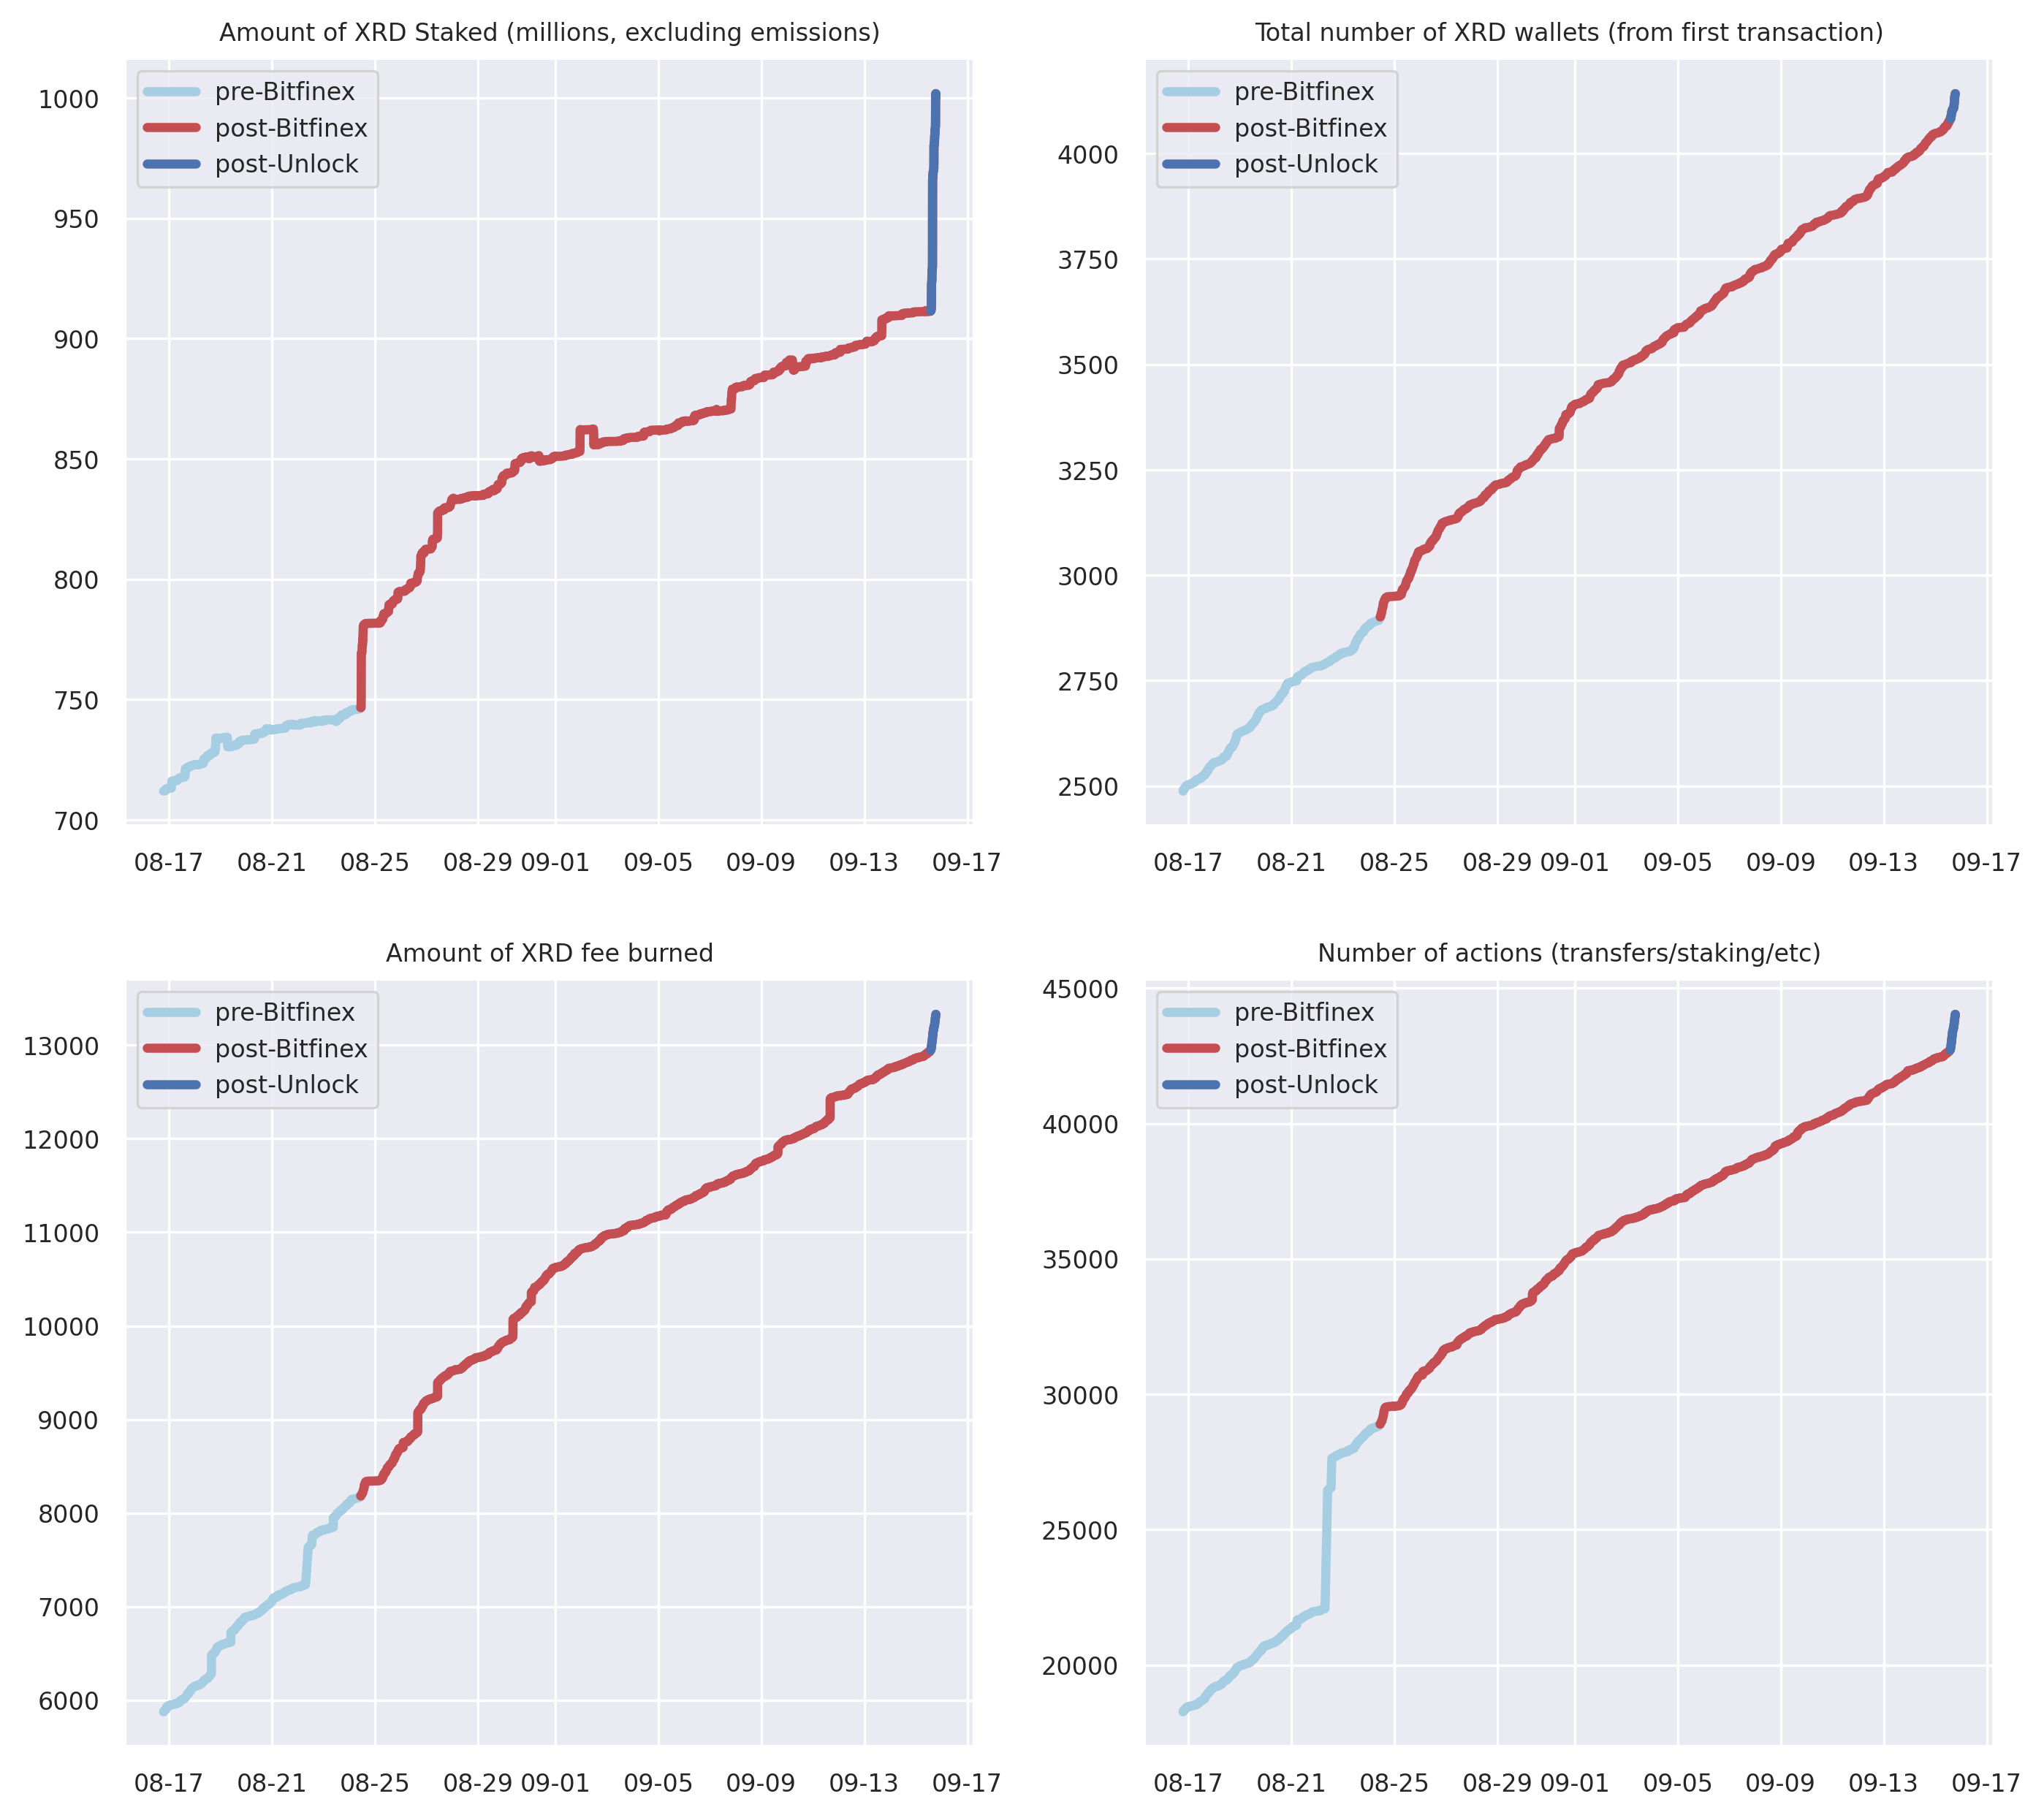 Amount of XRD Staked (millions, excluding emissions)
pre-Bitfinex
post-Bitfinex
post-Unlock
1000
950
900
850
800
750
700
08-17 08-21 08-25 08-29 09-01 09-05 09-09 09-13 09-17
Total number of XRD wallets (from first transaction)
pre-Bitfinex
post-Bitfinex
post-Unlock
4000
3750
3500
3250
3000
2750
2500
08-17 08-21 08-25 08-29 09-01 09-05 09-09 09-13 09-17
Amount of XRD fee burned
pre-Bitfinex
post-Bitfinex
post-Unlock
13000
12000
11000
10000
9000
8000
7000
6000
08-17 08-21 08-25 08-29 09-01 09-05 09-09 09-13 09-17
Number of actions (transfers/staking/etc)
pre-Bitfinex
post-Bitfinex
post-Unlock
45000
40000
35000
30000
25000
20000
08-17 08-21 08-25 08-29 09-01 09-05 09-09 09-13 09-17